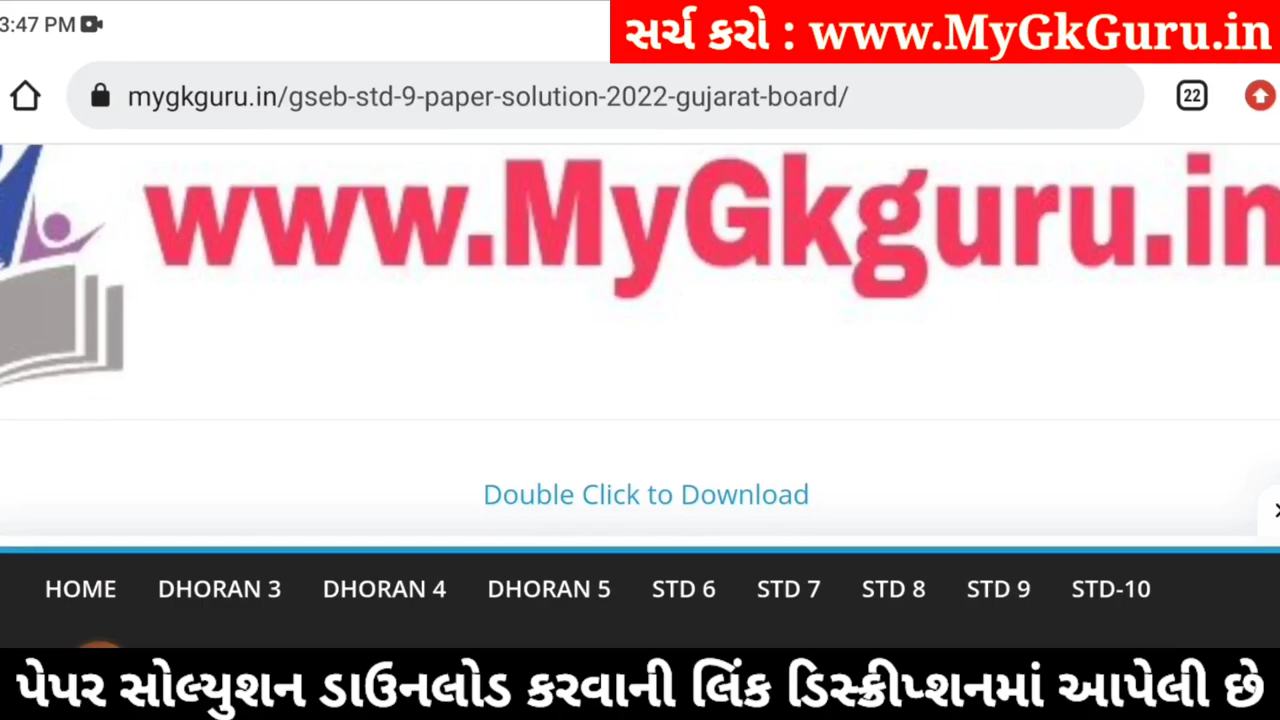 3:47 PM
સર્ચ કરો : www.MyGkGuru.in
mygkguru.in/gseb-std-9-paper-solution-2022-gujarat-board/
22
www.MyGkguru.in
Double Click to Download
HOME DHORAN 3 DHORAN 4 DHORAN 5 STD 6 STD 7 STD 8 STD 9 STD-10
પેપર સોલ્યુશન ડાઉનલોડ કરવાની લિંક ડિસ્ક્રીપ્શનમાં આપેલી છે